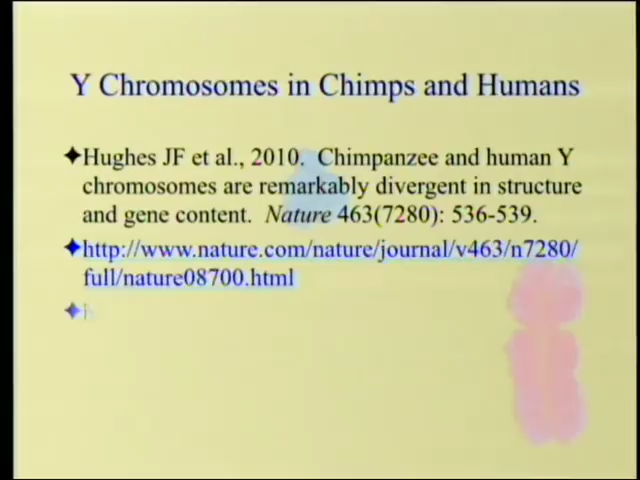 Y Chromosomes in Chimps and Humans
Hughes JF et al., 2010. Chimpanzee and human Y
chromosomes are remarkably divergent in structure
and gene content. Nature 463(7280): 536-539.
http://www.nature.com/nature/journal/v463/n7280/
full/nature08700.html